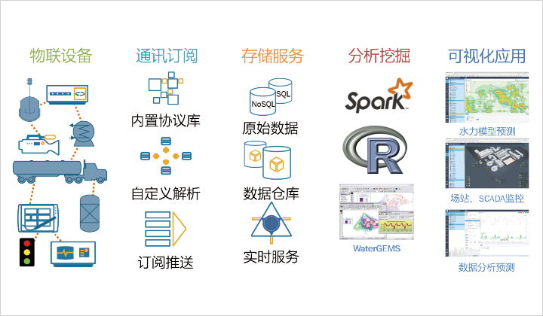 物联设备
通讯订阅
存储服务
分析挖掘
可视化应用
内置协议库
自定义解析
订阅推送
NoSQL
SQL
原始数据
数据仓库
实时服务
Spark
R
WaterGEMS
水力模型预测
场站、SCADA监控
数据分析预测